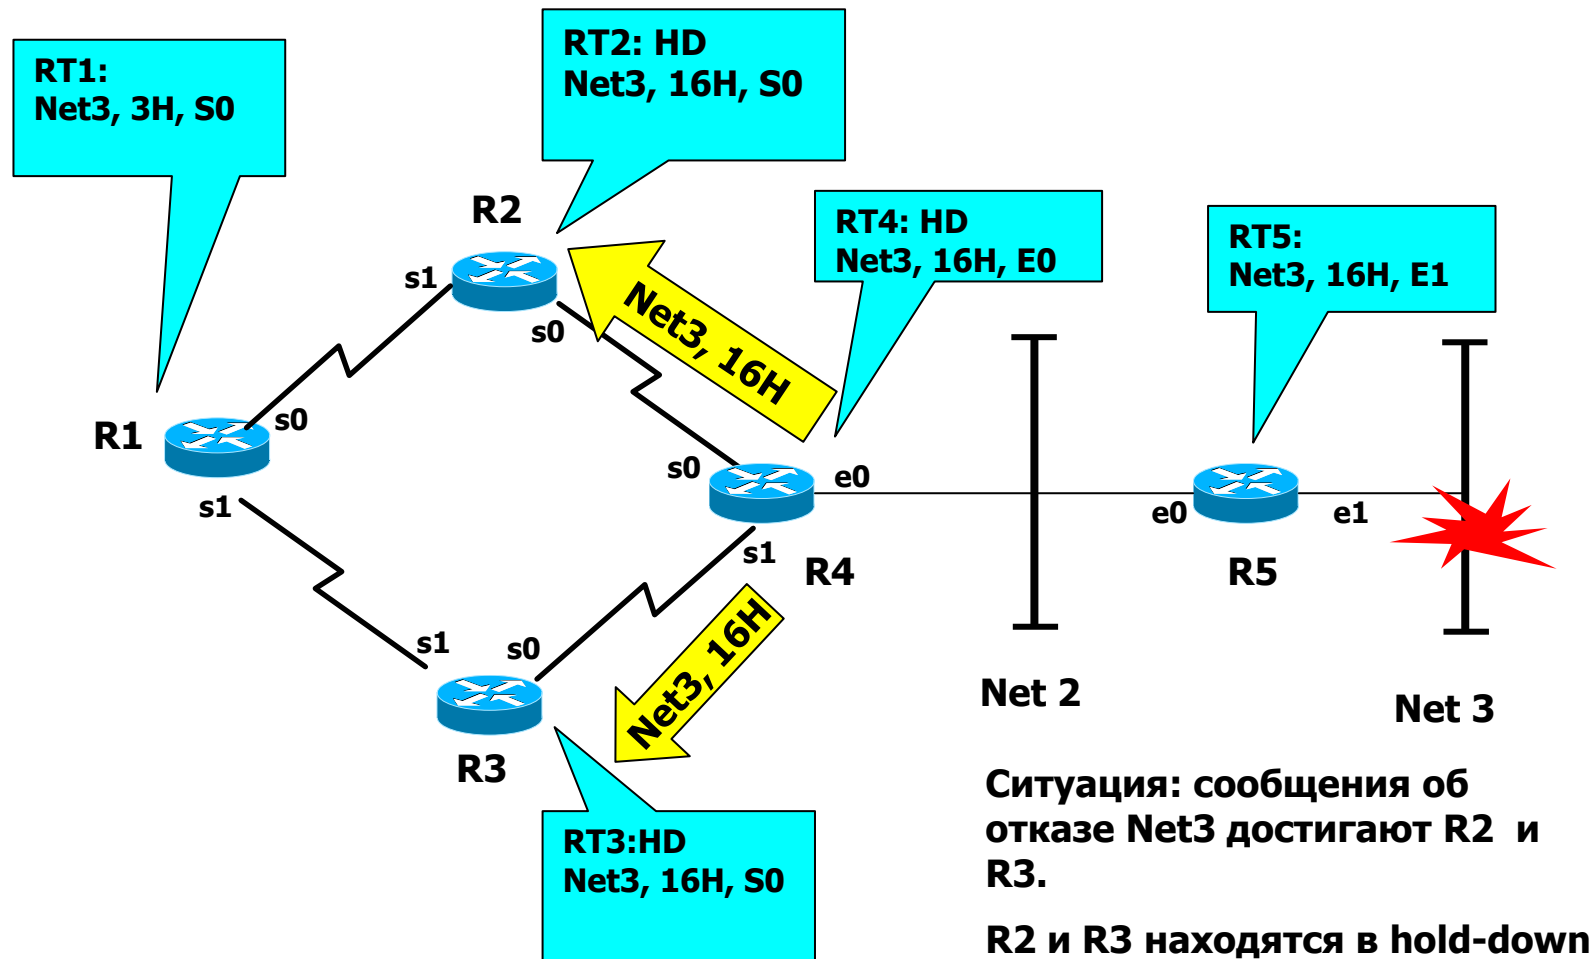 RT1:
Net3, 3H, S0
RT2: HD
Net3, 16H, S0
RT4: HD
Net3, 16H, E0
RT5:
Net3, 16H, E1
R2
s1
s0
Net3, 16H
R1
s0
s1
s0
e0
s1
R4
e0
e1
R5
s1
s0
R3
Net3, 16H
Net 2
Net 3
RT3:HD
Net3, 16H, S0
Ситуация: сообщения об
отказе Net3 достигают R2 и
R3.
R2 и R3 находятся в hold-down